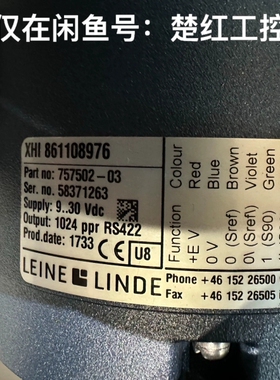 仅在闲鱼号：楚红工控
XHI 861108976
Part no: 757502-03
Ser. no: 58371263
Supply: 9..30 Vdc
Output: 1024 ppr RS422
Prod.date: 1733
CE
U8
LEINE LINDE
Function Colour
+E V Red
0 V Blue
0 (Sref) Brown
0\ (Sref) Violet
1 (S90) Green
Phone +46 152 26500
Fax +46 152 26505